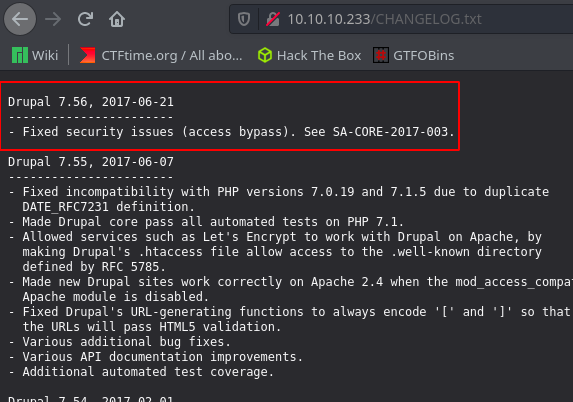 10.10.10.233/CHANGELOG.txt
Wiki CTFtime.org / All abo... Hack The Box GTFOBins
Drupal 7.56, 2017-06-21
-----------------------
- Fixed security issues (access bypass). See SA-CORE-2017-003.
Drupal 7.55, 2017-06-07
-----------------------
- Fixed incompatibility with PHP versions 7.0.19 and 7.1.5 due to duplicate
DATE_RFC7231 definition.
- Made Drupal core pass all automated tests on PHP 7.1.
- Allowed services such as Let's Encrypt to work with Drupal on Apache, by
making Drupal's .htaccess file allow access to the .well-known directory
defined by RFC 5785.
- Made new Drupal sites work correctly on Apache 2.4 when the mod_access_compa
Apache module is disabled.
- Fixed Drupal's URL-generating functions to always encode '[' and ']' so that
the URLs will pass HTML5 validation.
- Various additional bug fixes.
- Various API documentation improvements.
- Additional automated test coverage.
Drupal 7.54, 2017-02-01